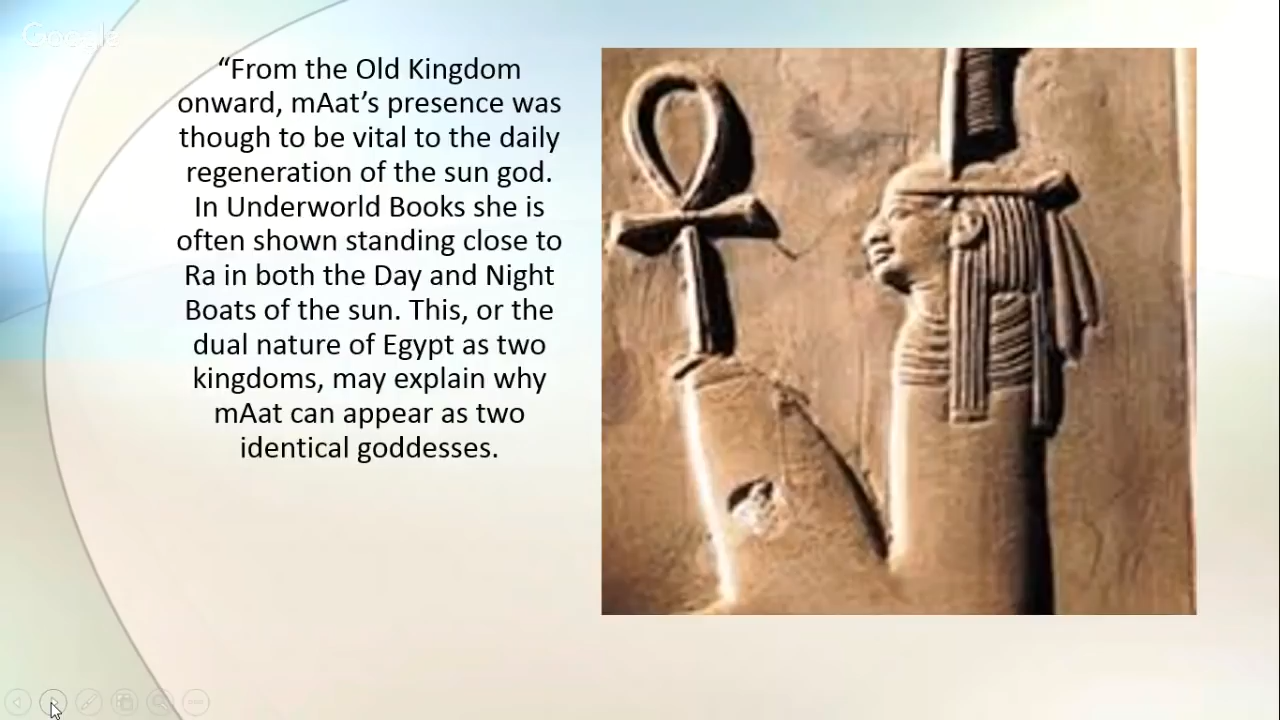 Google
“From the Old Kingdom
onward, mAat’s presence was
though to be vital to the daily
regeneration of the sun god.
In Underworld Books she is
often shown standing close to
Ra in both the Day and Night
Boats of the sun. This, or the
dual nature of Egypt as two
kingdoms, may explain why
mAat can appear as two
identical goddesses.